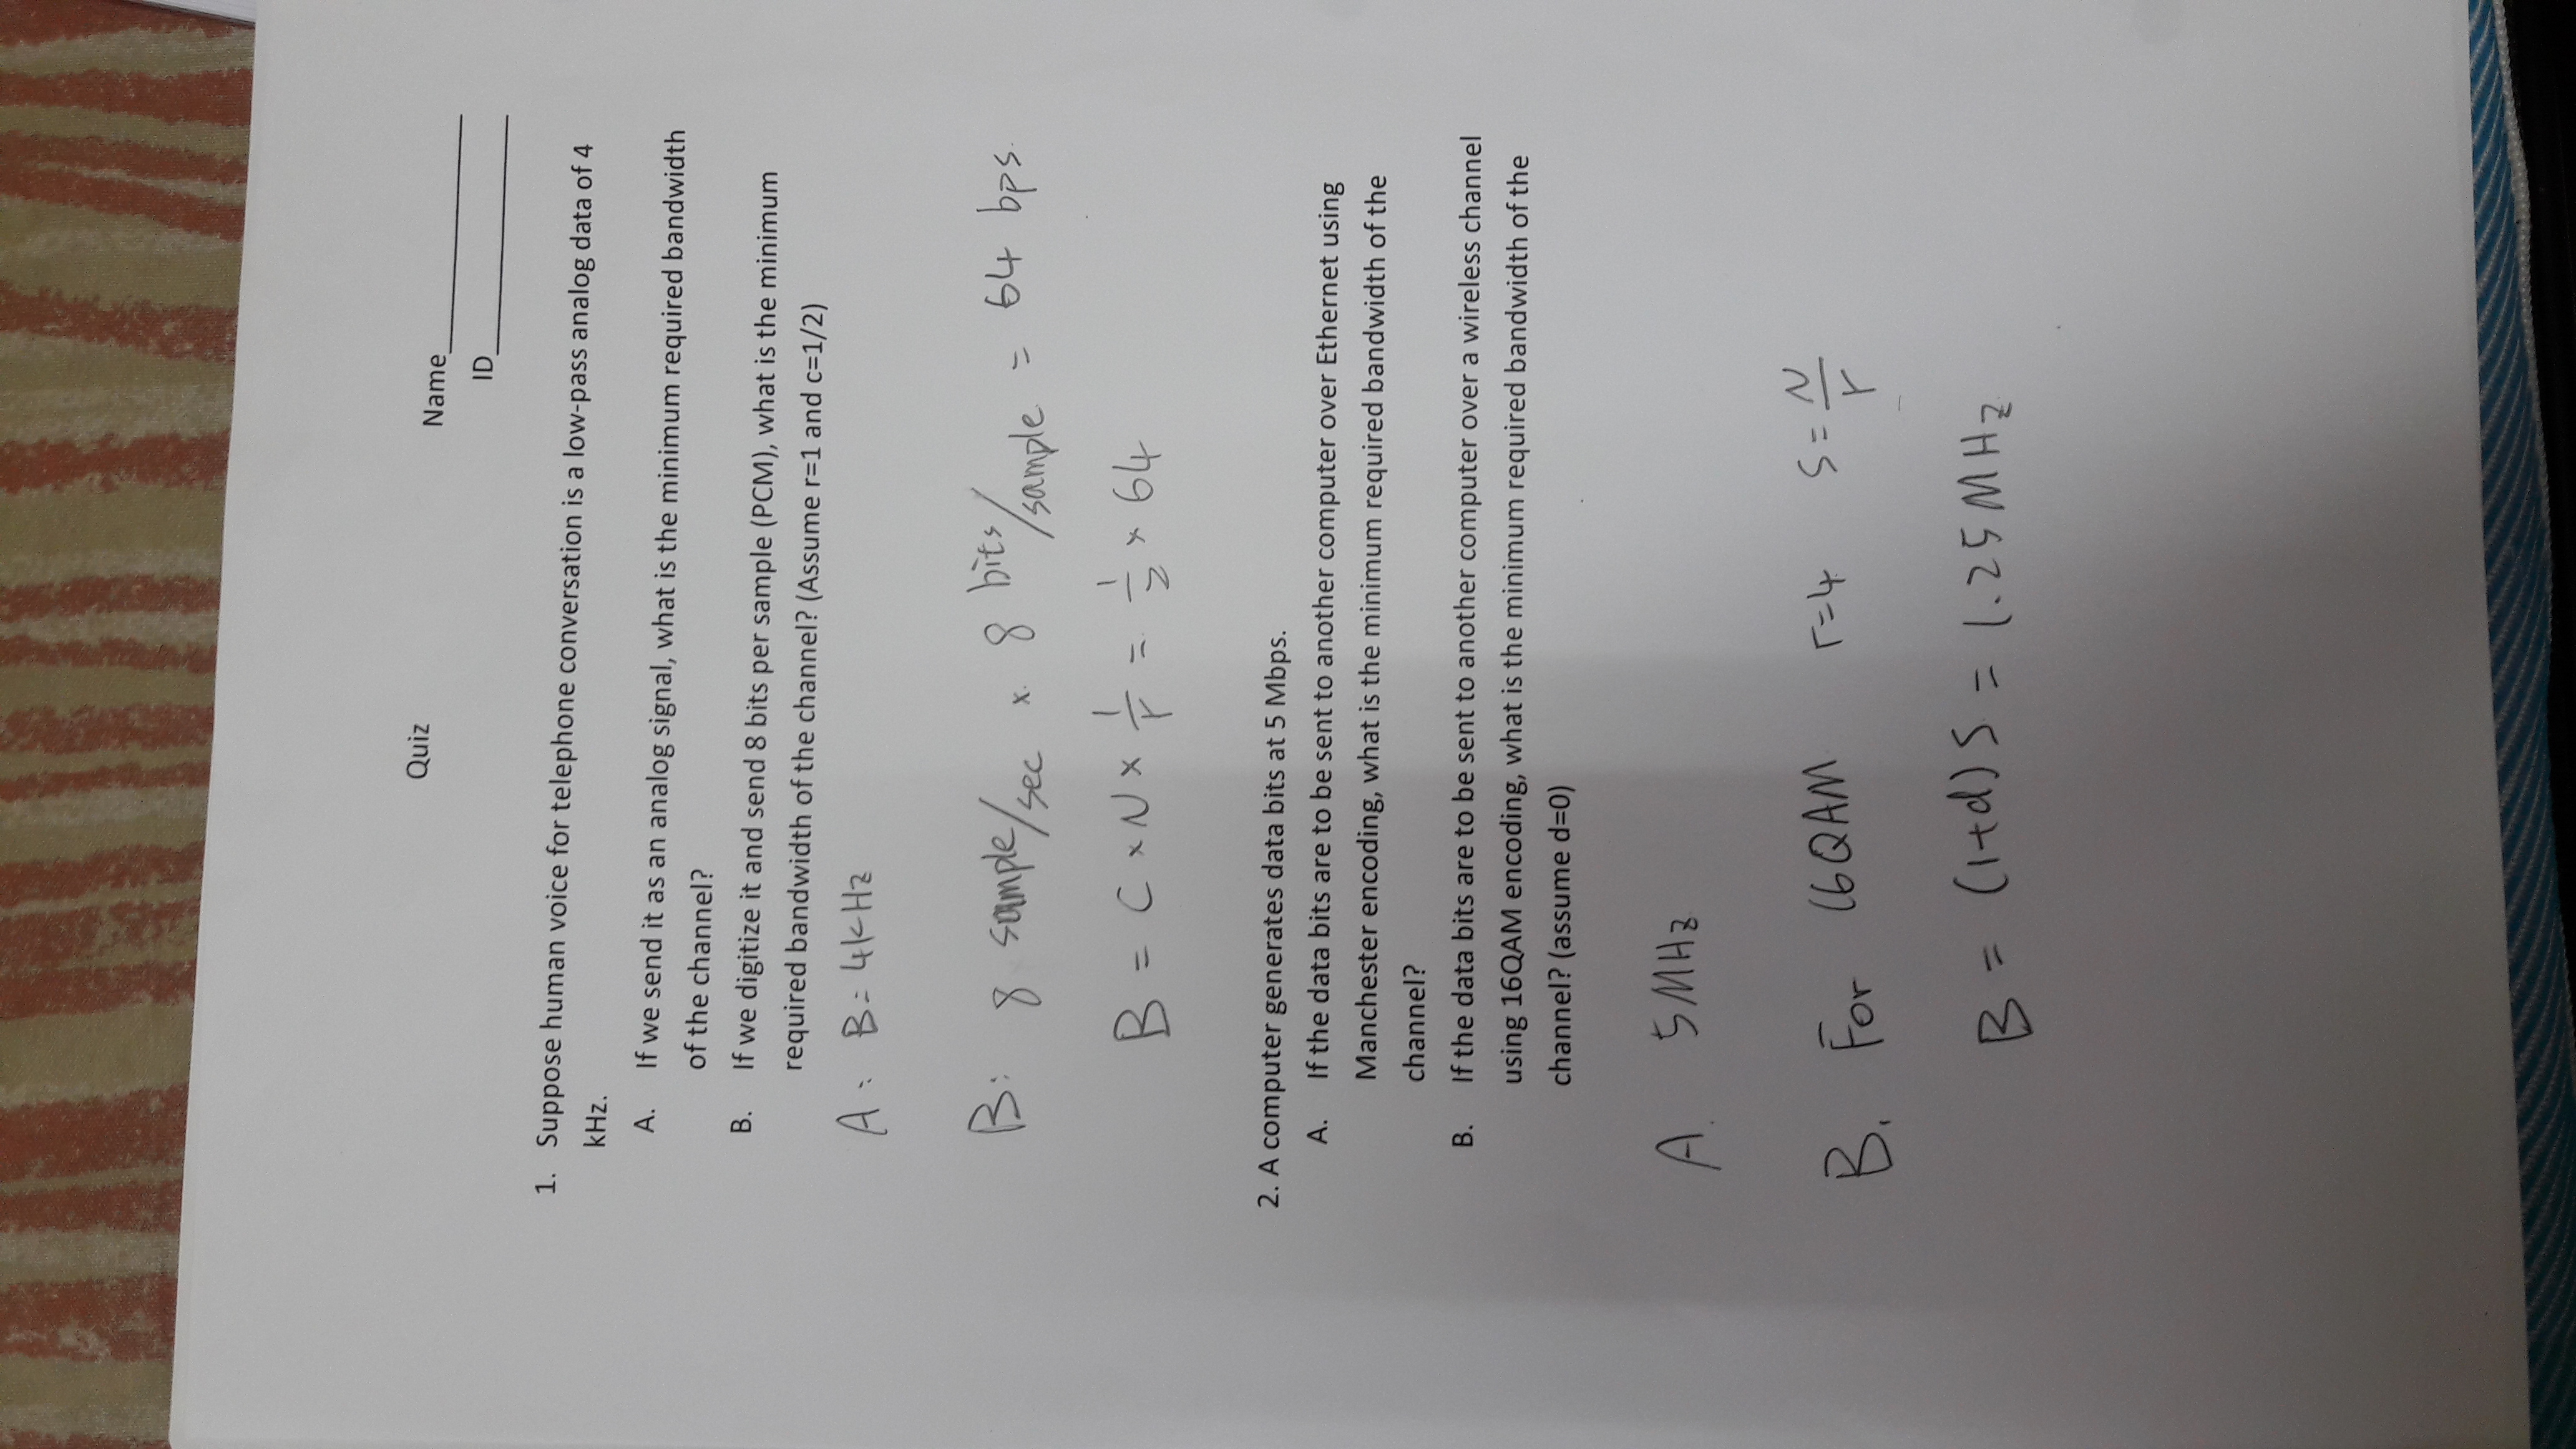 Quiz
Name
ID
1. Suppose human voice for telephone conversation is a low-pass analog data of 4
kHz.
A. If we send it as an analog signal, what is the minimum required bandwidth
of the channel?
B. If we digitize it and send 8 bits per sample (PCM), what is the minimum
required bandwidth of the channel? (Assume r=1 and c=1/2)
A: B=4kHz
B: 8 sample/sec × 8 bits/sample = 64 bps.
B = C × N × 1/r = 1/2 × 64
2. A computer generates data bits at 5 Mbps.
A. If the data bits are to be sent to another computer over Ethernet using
Manchester encoding, what is the minimum required bandwidth of the
channel?
B. If the data bits are to be sent to another computer over a wireless channel
using 16QAM encoding, what is the minimum required bandwidth of the
channel? (assume d=0)
A. 5MHz
B. For 16QAM r=4 S=N/r
B = (1+d)S = 1.25MHz